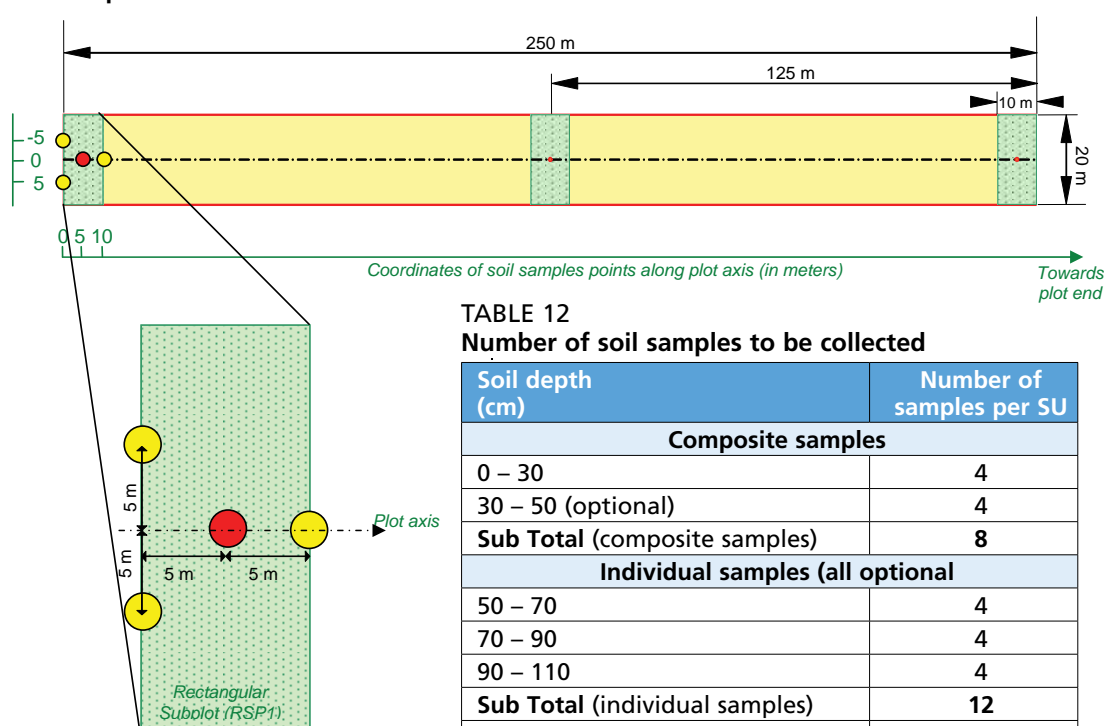 250 m
125 m
10 m
20 m
-5
0
5
0 5 10
Coordinates of soil samples points along plot axis (in meters)
Towards
plot end
5 m
5 m
5 m
5 m
Plot axis
Rectangular
Subplot (RSP1)
TABLE 12
Number of soil samples to be collected
Soil depth
(cm)
Number of
samples per SU
Composite samples
0 – 30 4
30 – 50 (optional) 4
Sub Total (composite samples) 8
Individual samples (all optional
50 – 70 4
70 – 90 4
90 – 110 4
Sub Total (individual samples) 12